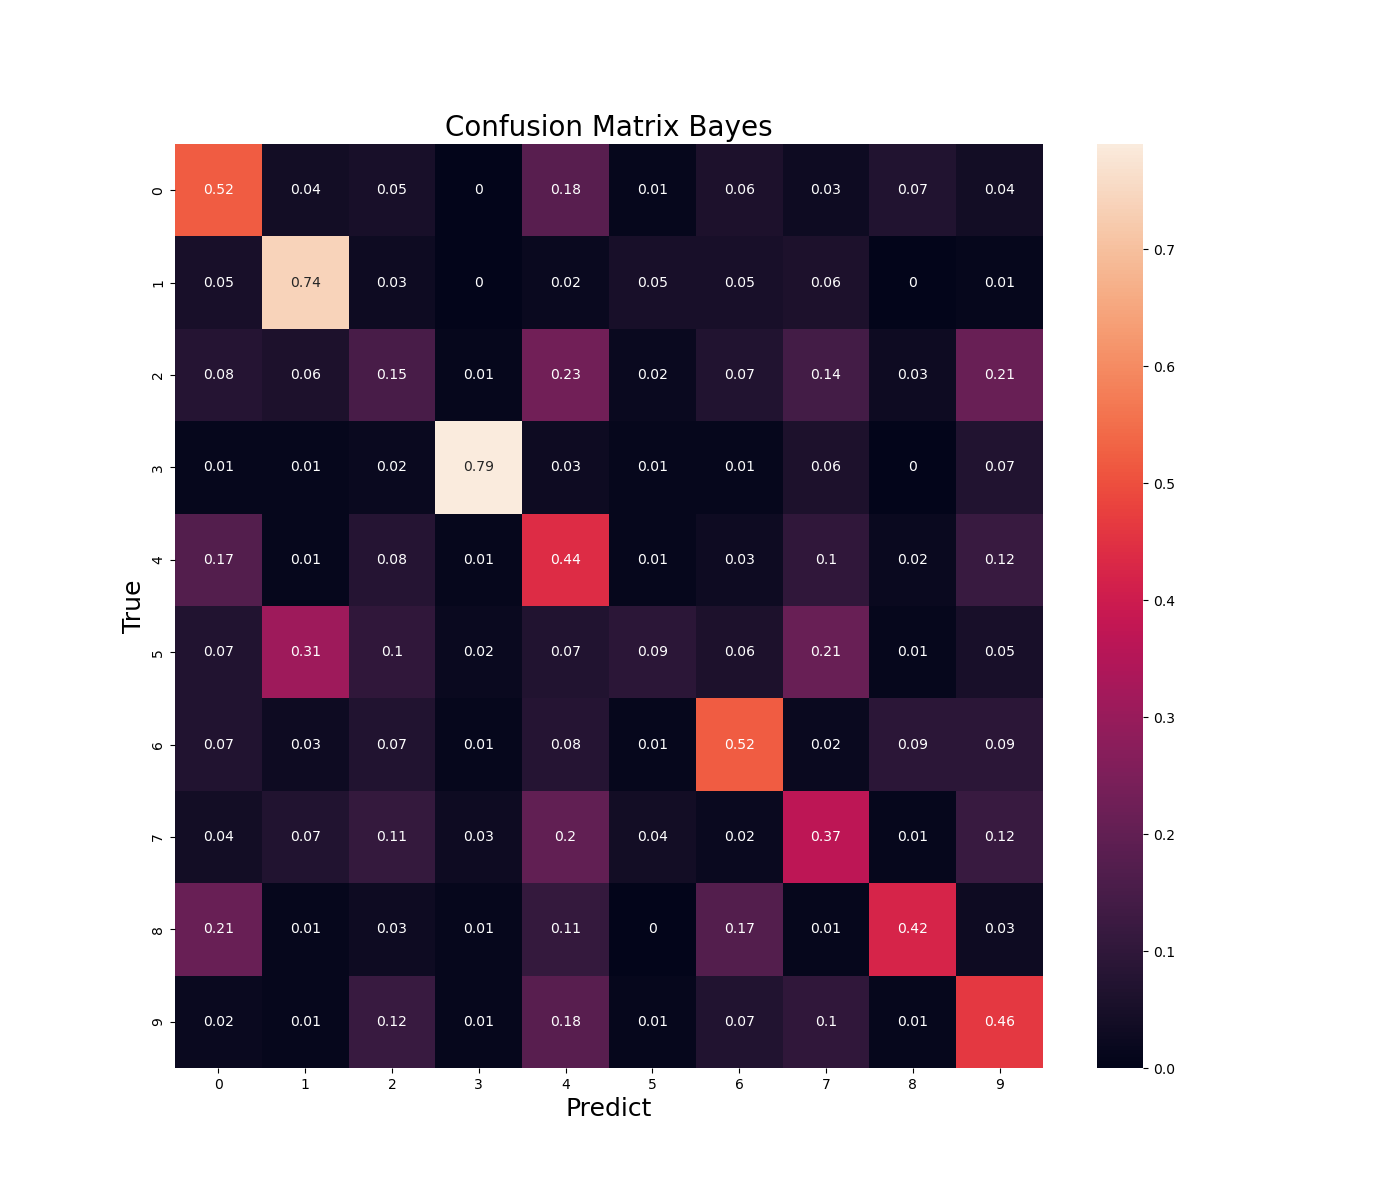 Confusion Matrix Bayes
0 0.52 0.04 0.05 0 0.18 0.01 0.06 0.03 0.07 0.04
1 0.05 0.74 0.03 0 0.02 0.05 0.05 0.06 0 0.01
2 0.08 0.06 0.15 0.01 0.23 0.02 0.07 0.14 0.03 0.21
3 0.01 0.01 0.02 0.79 0.03 0.01 0.01 0.06 0 0.07
4 0.17 0.01 0.08 0.01 0.44 0.01 0.03 0.1 0.02 0.12
True
5 0.07 0.31 0.1 0.02 0.07 0.09 0.06 0.21 0.01 0.05
6 0.07 0.03 0.07 0.01 0.08 0.01 0.52 0.02 0.09 0.09
7 0.04 0.07 0.11 0.03 0.2 0.04 0.02 0.37 0.01 0.12
8 0.21 0.01 0.03 0.01 0.11 0 0.17 0.01 0.42 0.03
9 0.02 0.01 0.12 0.01 0.18 0.01 0.07 0.1 0.01 0.46
0 1 2 3 4 5 6 7 8 9
Predict
0.7
0.6
0.5
0.4
0.3
0.2
0.1
0.0